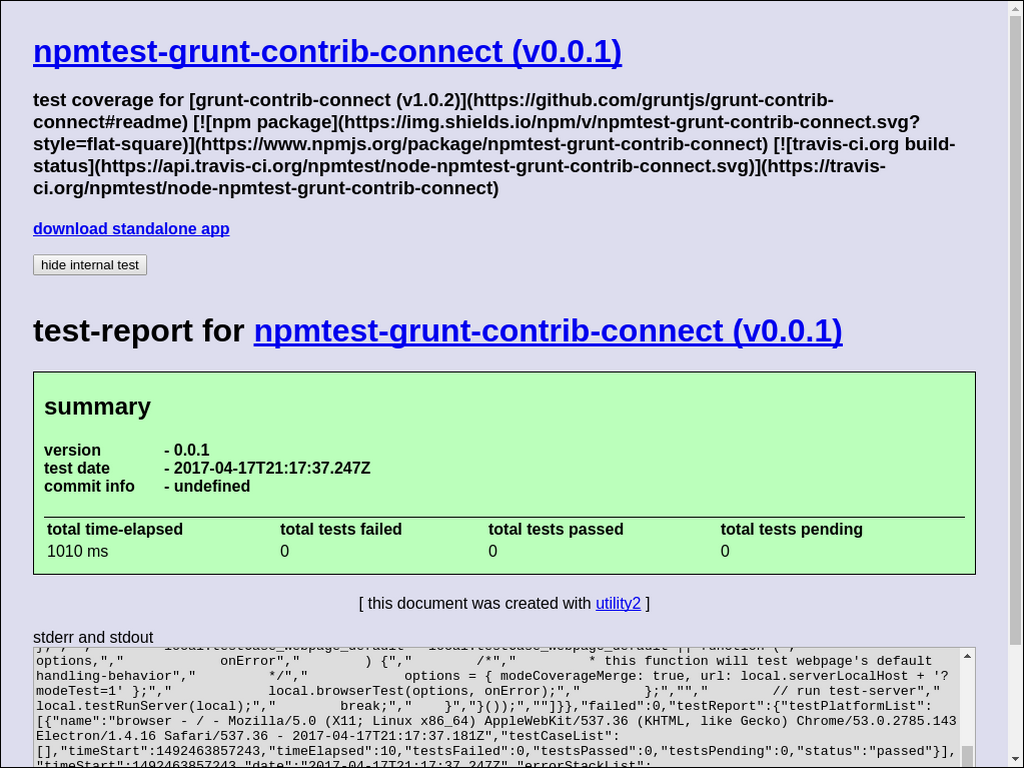 npmtest-grunt-contrib-connect (v0.0.1)
test coverage for [grunt-contrib-connect (v1.0.2)](https://github.com/gruntjs/grunt-contrib-
connect#readme) [![npm package](https://img.shields.io/npm/v/npmtest-grunt-contrib-connect.svg?
style=flat-square)](https://www.npmjs.org/package/npmtest-grunt-contrib-connect) [![travis-ci.org build-
status](https://api.travis-ci.org/npmtest/node-npmtest-grunt-contrib-connect.svg)](https://travis-
ci.org/npmtest/node-npmtest-grunt-contrib-connect)
download standalone app
hide internal test
test-report for npmtest-grunt-contrib-connect (v0.0.1)
summary
version - 0.0.1
test date - 2017-04-17T21:17:37.247Z
commit info - undefined
total time-elapsed total tests failed total tests passed total tests pending
1010 ms 0 0 0
[ this document was created with utility2 ]
stderr and stdout
options,"," onError"," ) {"," /*"," * this function will test webpage's default
handling-behavior"," */"," options = { modeCoverageMerge: true, url: local.serverLocalHost + '?
modeTest=1' };"," local.browserTest(options, onError);"," };",""," // run test-server","
local.testRunServer(local);"," break;"," }","}());",""]}},"failed":0,"testReport":{"testPlatformList":
[{"name":"browser - / - Mozilla/5.0 (X11; Linux x86_64) AppleWebKit/537.36 (KHTML, like Gecko) Chrome/53.0.2785.143
Electron/1.4.16 Safari/537.36 - 2017-04-17T21:17:37.181Z","testCaseList":
[],"timeStart":1492463857243,"timeElapsed":10,"testsFailed":0,"testsPassed":0,"testsPending":0,"status":"passed"}],
"timeStart":1492463857243,"date":"2017-04-17T21:17:37.247Z","errorStackList":